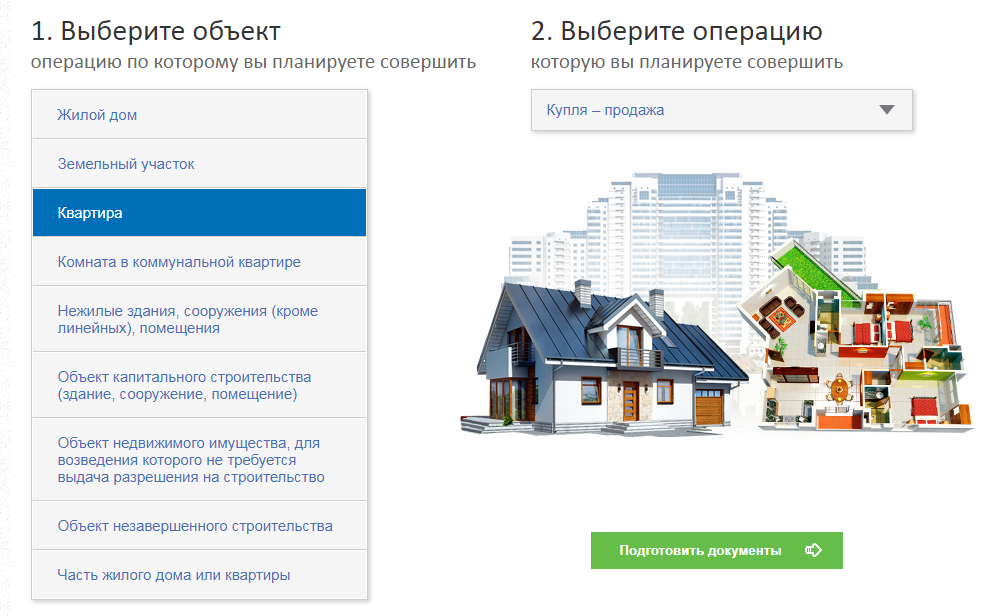 1. Выберите объект
операцию по которому вы планируете совершить
Жилой дом
Земельный участок
Квартира
Комната в коммунальной квартире
Нежилые здания, сооружения (кроме
линейных), помещения
Объект капитального строительства
(здание, сооружение, помещение)
Объект недвижимого имущества, для
возведения которого не требуется
выдача разрешения на строительство
Объект незавершенного строительства
Часть жилого дома или квартиры
2. Выберите операцию
которую вы планируете совершить
Купля – продажа
Подготовить документы